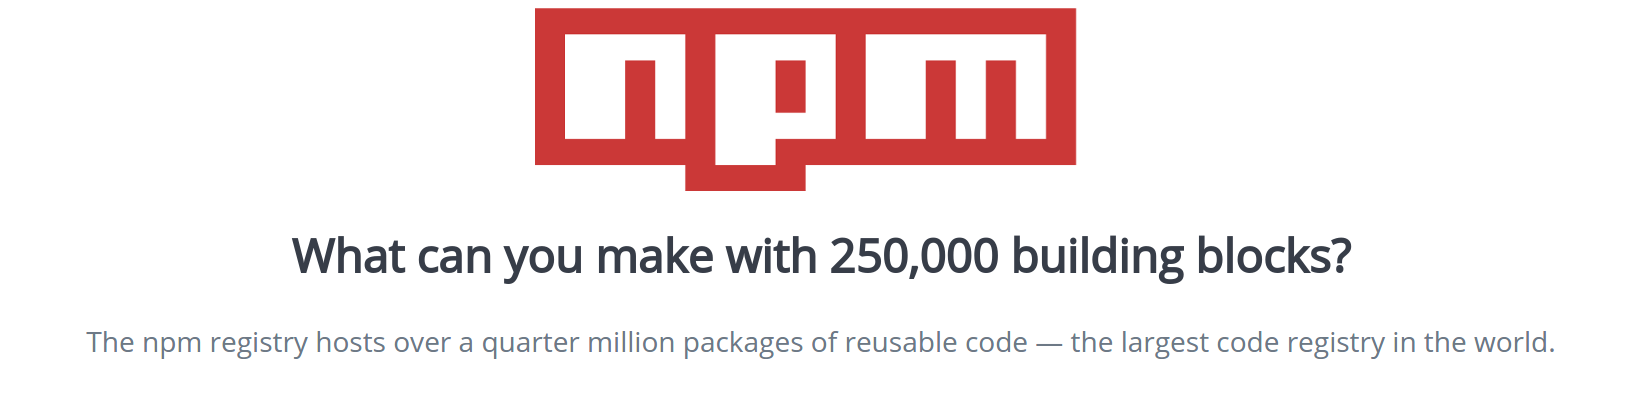 npm
What can you make with 250,000 building blocks?
The npm registry hosts over a quarter million packages of reusable code — the largest code registry in the world.